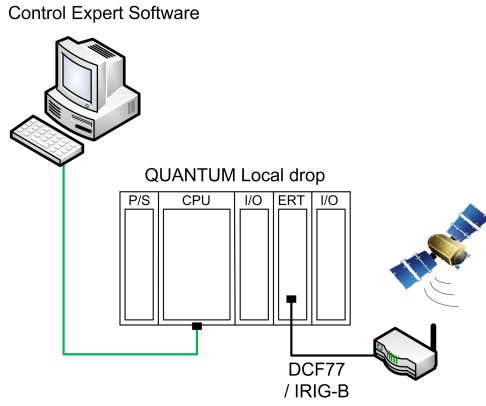 Control Expert Software
QUANTUM Local drop
P/S CPU I/O ERT I/O
DCF77
/ IRIG-B